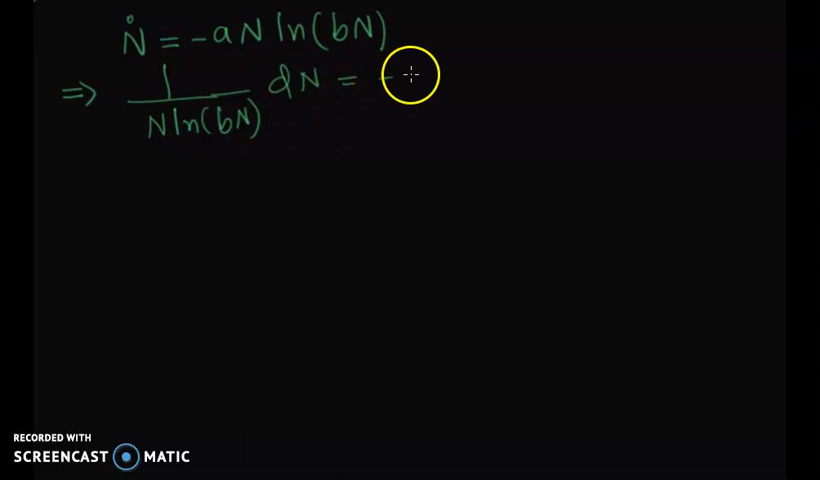 Ṅ = -aN ln(bN)
⇒ 1/(N ln(bN)) dN = -
RECORDED WITH
SCREENCAST MATIC